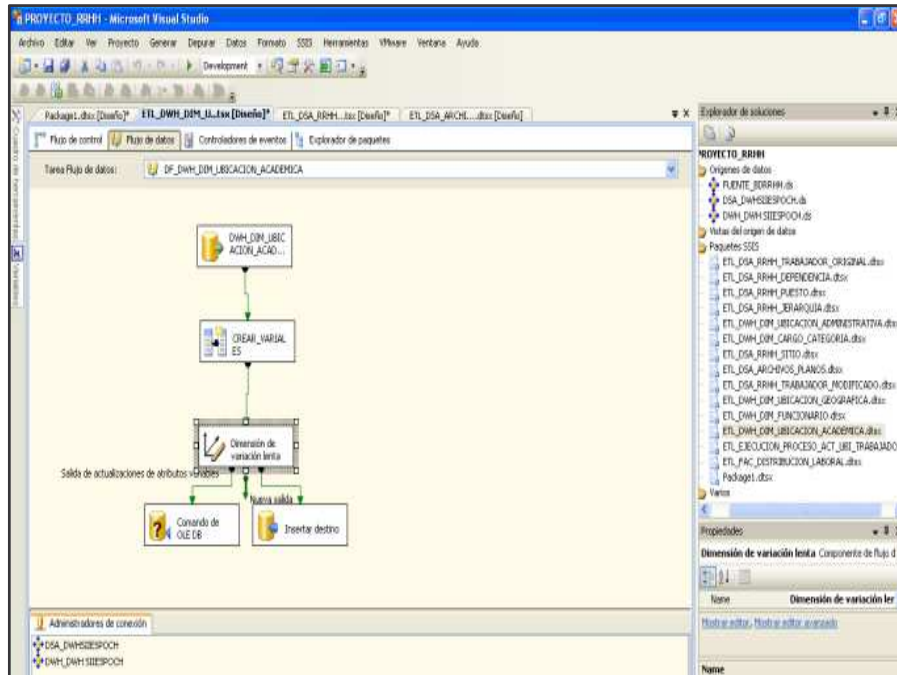 PROYECTO_RRHH - Microsoft Visual Studio
Archivo Editar Ver Proyecto Generar Depurar Datos Formato SSIS Herramientas VMware Ventana Ayuda
Development
Package1.dtsx [Diseño]* ETL_DWH_DIM_U...tsx [Diseño]* ETL_DSA_RRHH...tsx [Diseño]* ETL_DSA_ARCHI...dtsx [Diseño]
Flujo de control Flujo de datos Controladores de eventos Explorador de paquetes
Tarea Flujo de datos: DF_DWH_DIM_UBICACION_ACADEMICA
Cuadro de herramientas
Variables
DWH_DIM_UBIC
ACION_ACAD...
CREAR_VARIAL
ES
Dimensión de
variación lenta
Salida de actualizaciones de atributos variables
Nueva salida
Comando de
OLE DB
Insertar destino
Administradores de conexión
DSA_DWHSIIESPOCH
DWH_DWH SIIESPOCH
Explorador de soluciones
PROYECTO_RRHH
Orígenes de datos
FUENTE_BDRRHH.ds
DSA_DWHSIIESPOCH.ds
DWH_DWH SIIESPOCH.ds
Vistas del origen de datos
Paquetes SSIS
ETL_DSA_RRHH_TRABAJADOR_ORIGINAL.dtsx
ETL_DSA_RRHH_DEPENDENCIA.dtsx
ETL_DSA_RRHH_PUESTO.dtsx
ETL_DSA_RRHH_JERARQUIA.dtsx
ETL_DWH_DIM_UBICACION_ADMINISTRATIVA.dtsx
ETL_DWH_DIM_CARGO_CATEGORIA.dtsx
ETL_DSA_RRHH_SITIO.dtsx
ETL_DSA_ARCHIVOS_PLANOS.dtsx
ETL_DSA_RRHH_TRABAJADOR_MODIFICADO.dtsx
ETL_DWH_DIM_UBICACION_GEOGRAFICA.dtsx
ETL_DWH_DIM_FUNCIONARIO.dtsx
ETL_DWH_DIM_UBICACION_ACADEMICA.dtsx
ETL_EJECUCION_PROCESO_ACT_UBI_TRABAJADO
ETL_FAC_DISTRIBUCION_LABORAL.dtsx
Package1.dtsx
Varios
Propiedades
Dimensión de variación lenta Componente de flujo d
Name Dimensión de variación ler
Mostrar editor, Mostrar editor avanzado
Name